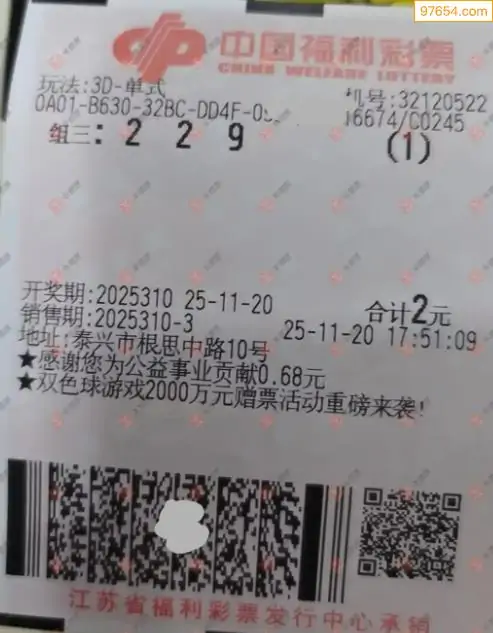 97654.com
中国福利彩票
CHINA WELFARE LOTTERY
玩法:3D-单式
机号:32120522
0A01-B630-32BC-DD4F-0
6674/C0245
组三: 2 2 9 (1)
开奖期:2025310 25-11-20 合计2元
销售期:2025310-3 25-11-20 17:51:09
地址:泰兴市根思中路10号
★感谢您为公益事业贡献0.68元
★双色球游戏2000万元赠票活动重磅来袭!
江苏省福利彩票发行中心承销